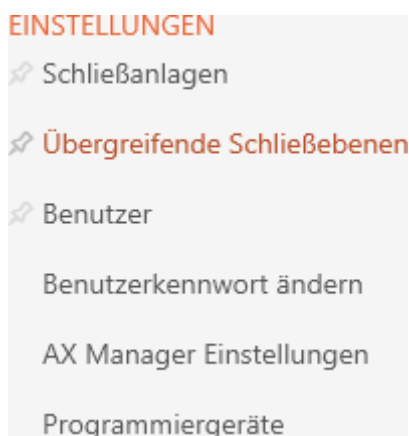 EINSTELLUNGEN
Schließanlagen
Übergreifende Schließebenen
Benutzer
Benutzerkennwort ändern
AX Manager Einstellungen
Programmiergeräte